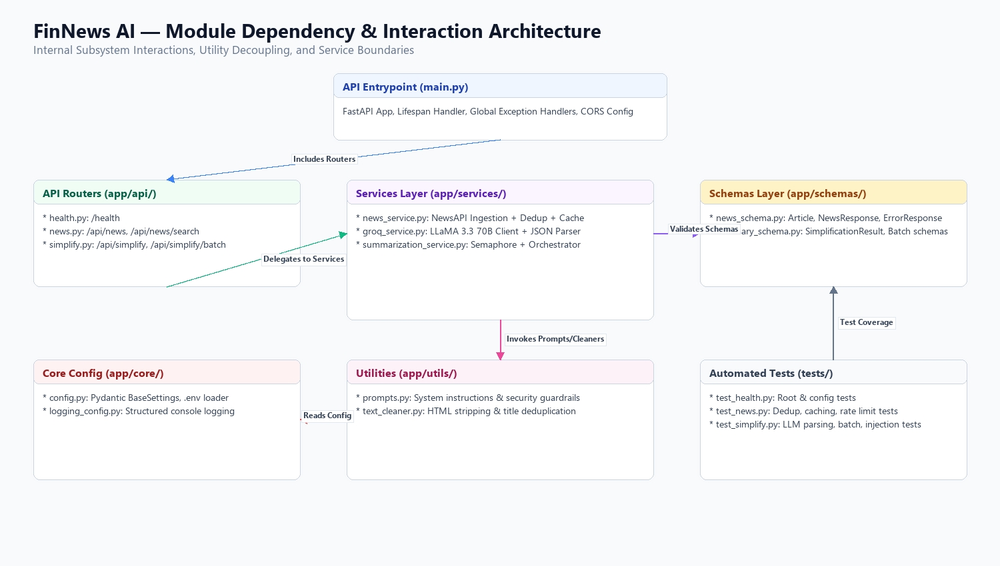 FinNews AI — Module Dependency & Interaction Architecture
Internal Subsystem Interactions, Utility Decoupling, and Service Boundaries
API Entrypoint (main.py)
FastAPI App, Lifespan Handler, Global Exception Handlers, CORS Config
Includes Routers
API Routers (app/api/)
* health.py: /health
* news.py: /api/news, /api/news/search
* simplify.py: /api/simplify, /api/simplify/batch
Delegates to Services
Services Layer (app/services/)
* news_service.py: NewsAPI Ingestion + Dedup + Cache
* groq_service.py: LLaMA 3.3 70B Client + JSON Parser
* summarization_service.py: Semaphore + Orchestrator
Validates Schemas
Schemas Layer (app/schemas/)
* news_schema.py: Article, NewsResponse, ErrorResponse
ary_schema.py: SimplificationResult, Batch schemas
Invokes Prompts/Cleaners
Test Coverage
Core Config (app/core/)
* config.py: Pydantic BaseSettings, .env loader
* logging_config.py: Structured console logging
Reads Config
Utilities (app/utils/)
* prompts.py: System instructions & security guardrails
* text_cleaner.py: HTML stripping & title deduplication
Automated Tests (tests/)
* test_health.py: Root & config tests
* test_news.py: Dedup, caching, rate limit tests
* test_simplify.py: LLM parsing, batch, injection tests